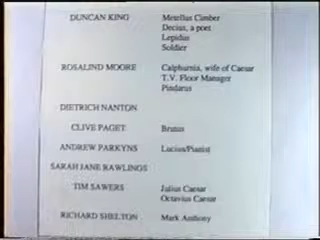 DUNCAN KING Metellus Cimber
Decius, a poet
Lepidus
Soldier
ROSALIND MOORE Calphurnia, wife of Caesar
T.V. Floor Manager
Pindarus
DIETRICH NANTON
CLIVE PAGET Brutus
ANDREW PARKYNS Lucius/Pianist
SARAH JANE RAWLINGS
TIM SAWERS Julius Caesar
Octavius Caesar
RICHARD SHELTON Mark Anthony